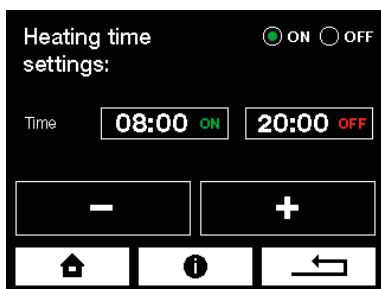 Heating time ON OFF
settings:
Time 08:00 ON 20:00 OFF
- +
i